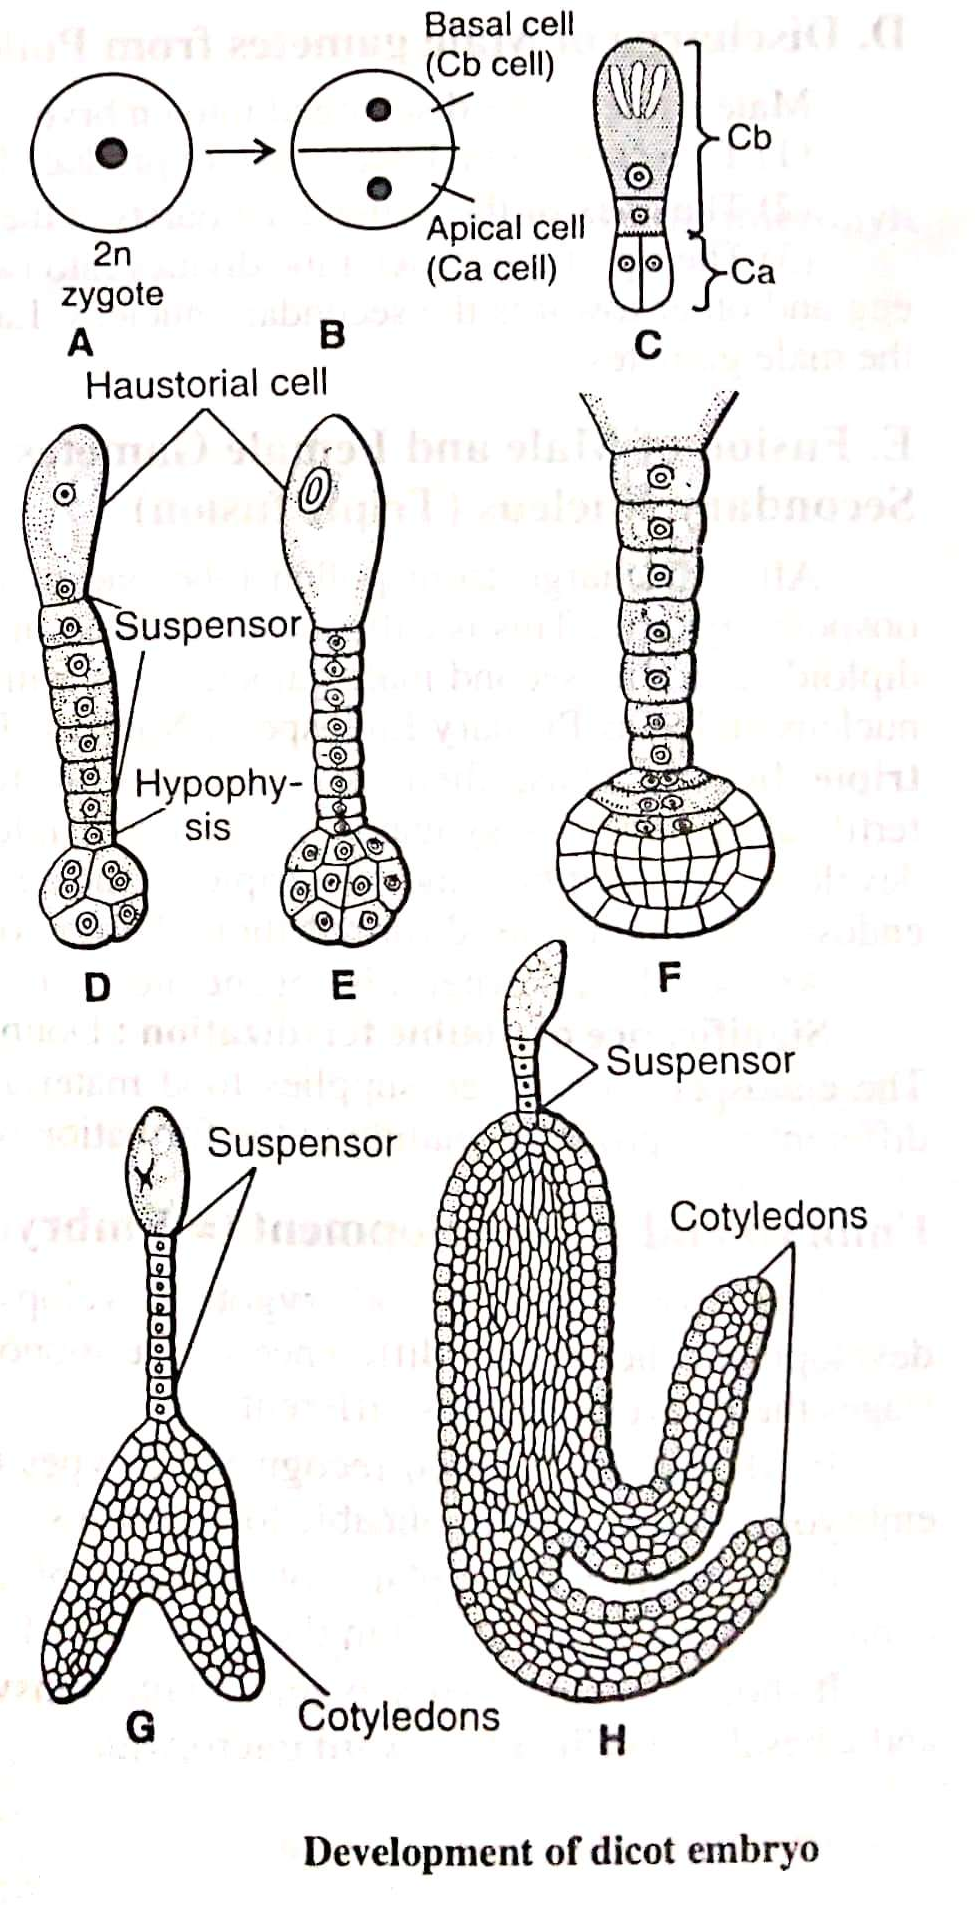 Basal cell
(Cb cell)
Cb
Apical cell
(Ca cell)
Ca
2n
zygote
A
B
C
Haustorial cell
Suspensor
Hypophy-
sis
D
E
F
Suspensor
Suspensor
Cotyledons
Cotyledons
G
H
Development of dicot embryo